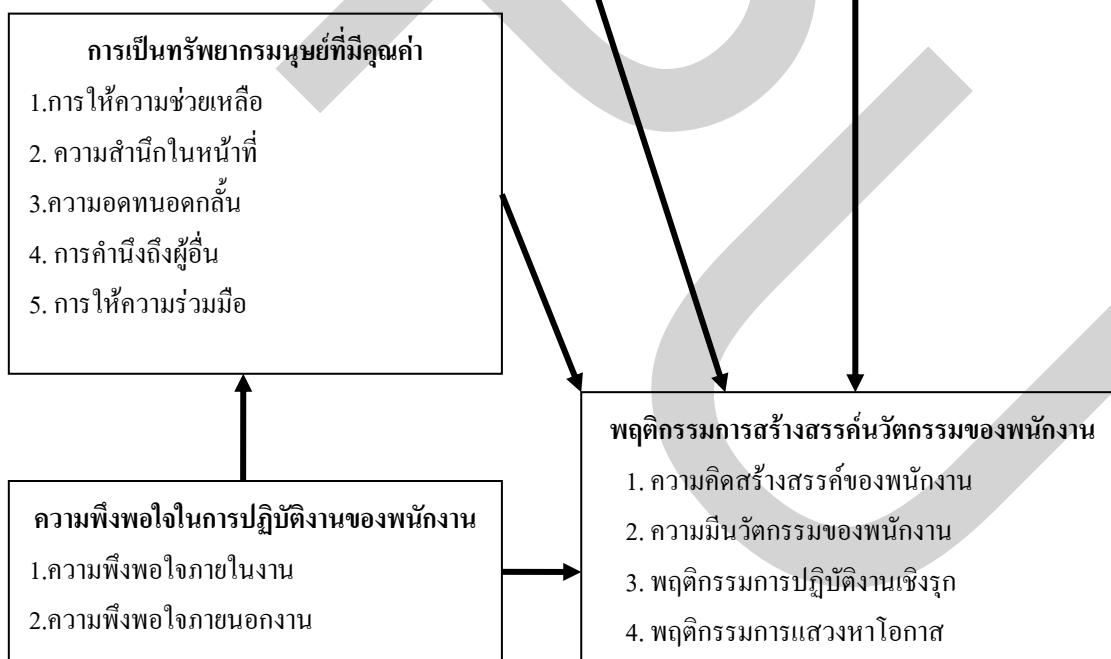 การเป็นทรัพยากรมนุษย์ที่มีคุณค่า
1.การให้ความช่วยเหลือ
2. ความสำนึกในหน้าที่
3.ความอดทนอดกลั้น
4. การคำนึงถึงผู้อื่น
5. การให้ความร่วมมือ
ความพึงพอใจในการปฏิบัติงานของพนักงาน
1.ความพึงพอใจภายในงาน
2.ความพึงพอใจภายนอกงาน
พฤติกรรมการสร้างสรรค์นวัตกรรมของพนักงาน
1. ความคิดสร้างสรรค์ของพนักงาน
2. ความมีนวัตกรรมของพนักงาน
3. พฤติกรรมการปฏิบัติงานเชิงรุก
4. พฤติกรรมการแสวงหาโอกาส